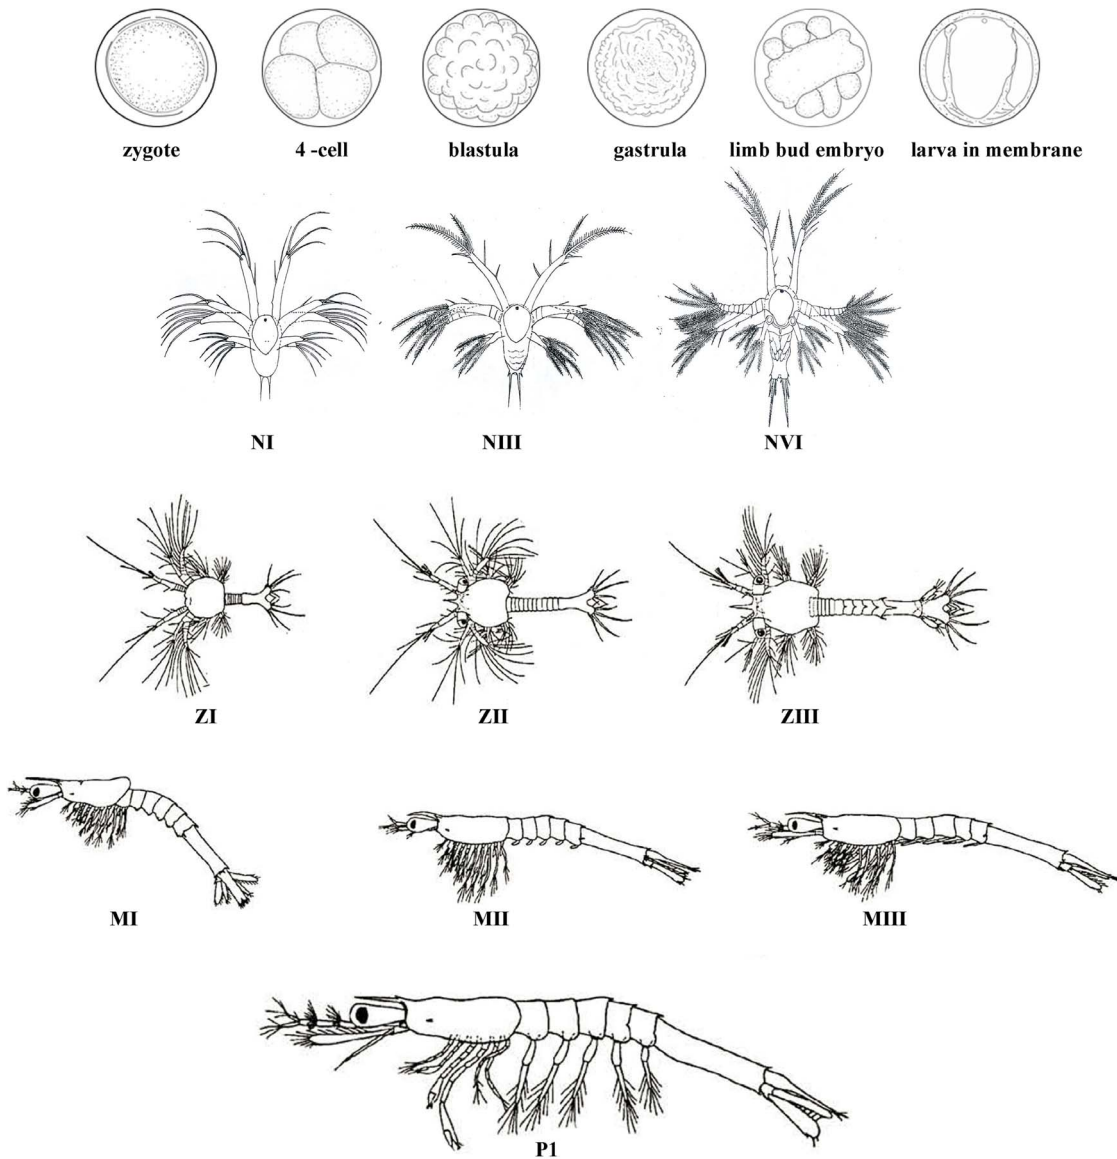 zygote 4 -cell blastula gastrula limb bud embryo larva in membrane
NI NIII NVI
ZI ZII ZIII
MI MII MIII
P1